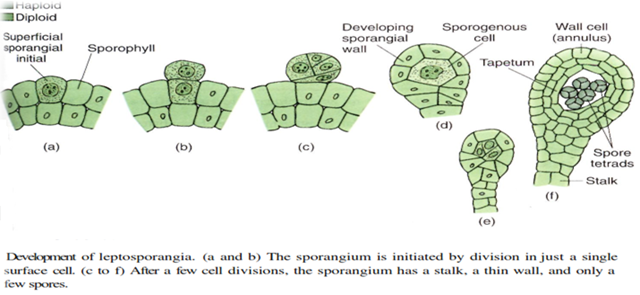 Haploid
Diploid
Superficial
sporangial
initial
Sporophyll
(a)
(b)
(c)
Developing
sporangial
wall
Sporogenous
cell
(d)
(e)
Wall cell
(annulus)
Tapetum
Spore
tetrads
Stalk
(f)
Development of leptosporangia. (a and b) The sporangium is initiated by division in just a single
surface cell. (c to f) After a few cell divisions, the sporangium has a stalk, a thin wall, and only a
few spores.